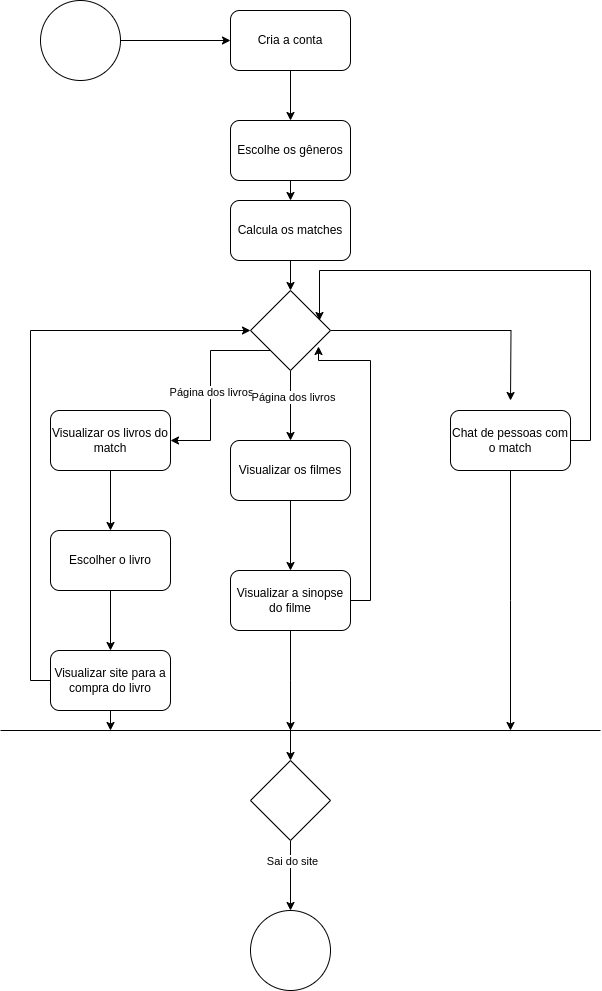 Cria a conta
Escolhe os gêneros
Calcula os matches
Página dos livros
Página dos livros
Visualizar os livros do
match
Visualizar os filmes
Chat de pessoas com
o match
Escolher o livro
Visualizar a sinopse
do filme
Visualizar site para a
compra do livro
Sai do site